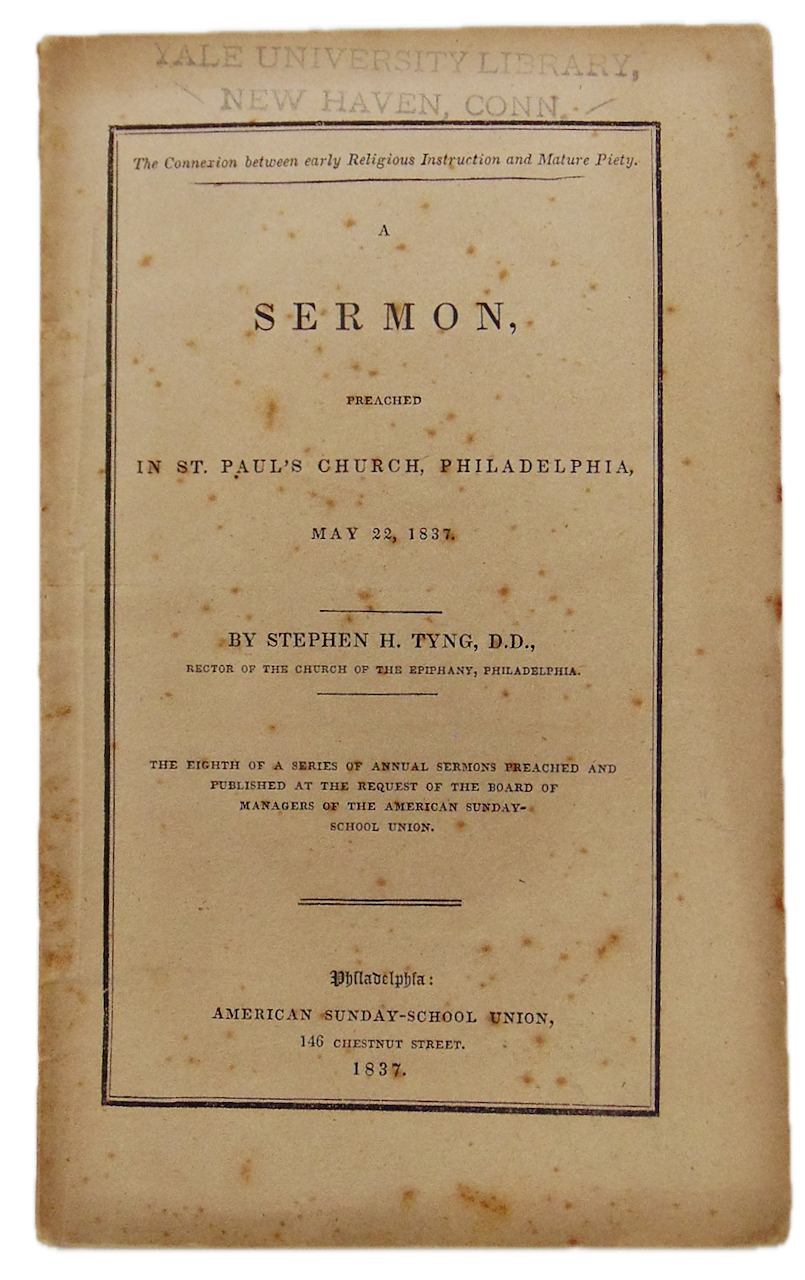 YALE UNIVERSITY LIBRARY,
NEW HAVEN, CONN.
The Connexion between early Religious Instruction and Mature Piety.
A
SERMON,
PREACHED
IN ST. PAUL'S CHURCH, PHILADELPHIA,
MAY 22, 1837.
BY STEPHEN H. TYNG, D.D.,
RECTOR OF THE CHURCH OF THE EPIPHANY, PHILADELPHIA.
THE EIGHTH OF A SERIES OF ANNUAL SERMONS PREACHED AND
PUBLISHED AT THE REQUEST OF THE BOARD OF
MANAGERS OF THE AMERICAN SUNDAY-
SCHOOL UNION.
Philadelphia:
AMERICAN SUNDAY-SCHOOL UNION,
146 CHESTNUT STREET.
1837.